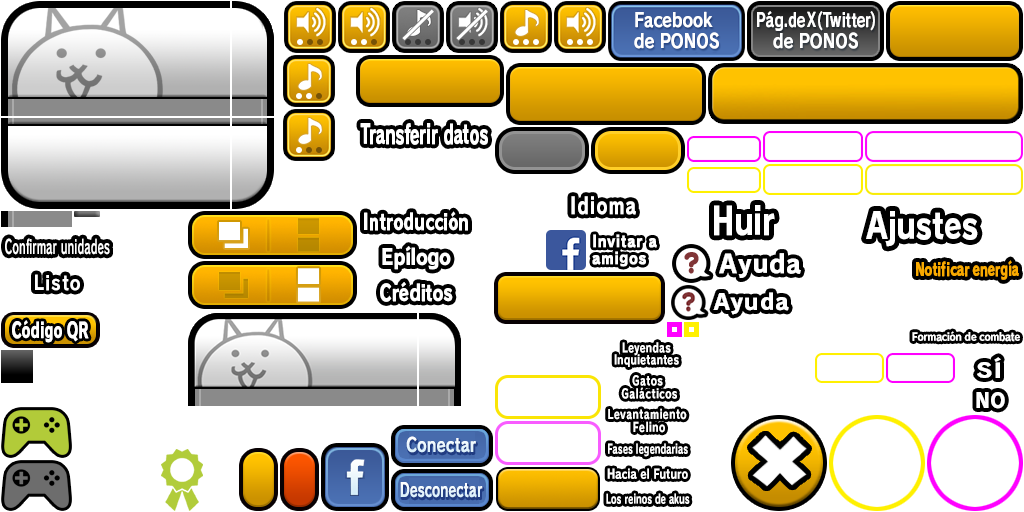 Facebook
de PONOS
Pág.deX(Twitter)
de PONOS
Transferir datos
Idioma
Huir
Ajustes
Introducción
Confirmar unidades
Invitar a
amigos
Epílogo
Ayuda
Notificar energía
Listo
Créditos
Ayuda
Código QR
Formación de combate
Leyendas
Inquietantes
SÍ
Gatos
Galácticos
NO
Levantamiento
Felino
Conectar
Fases legendarias
Hacia el Futuro
Desconectar
Los reinos de akus